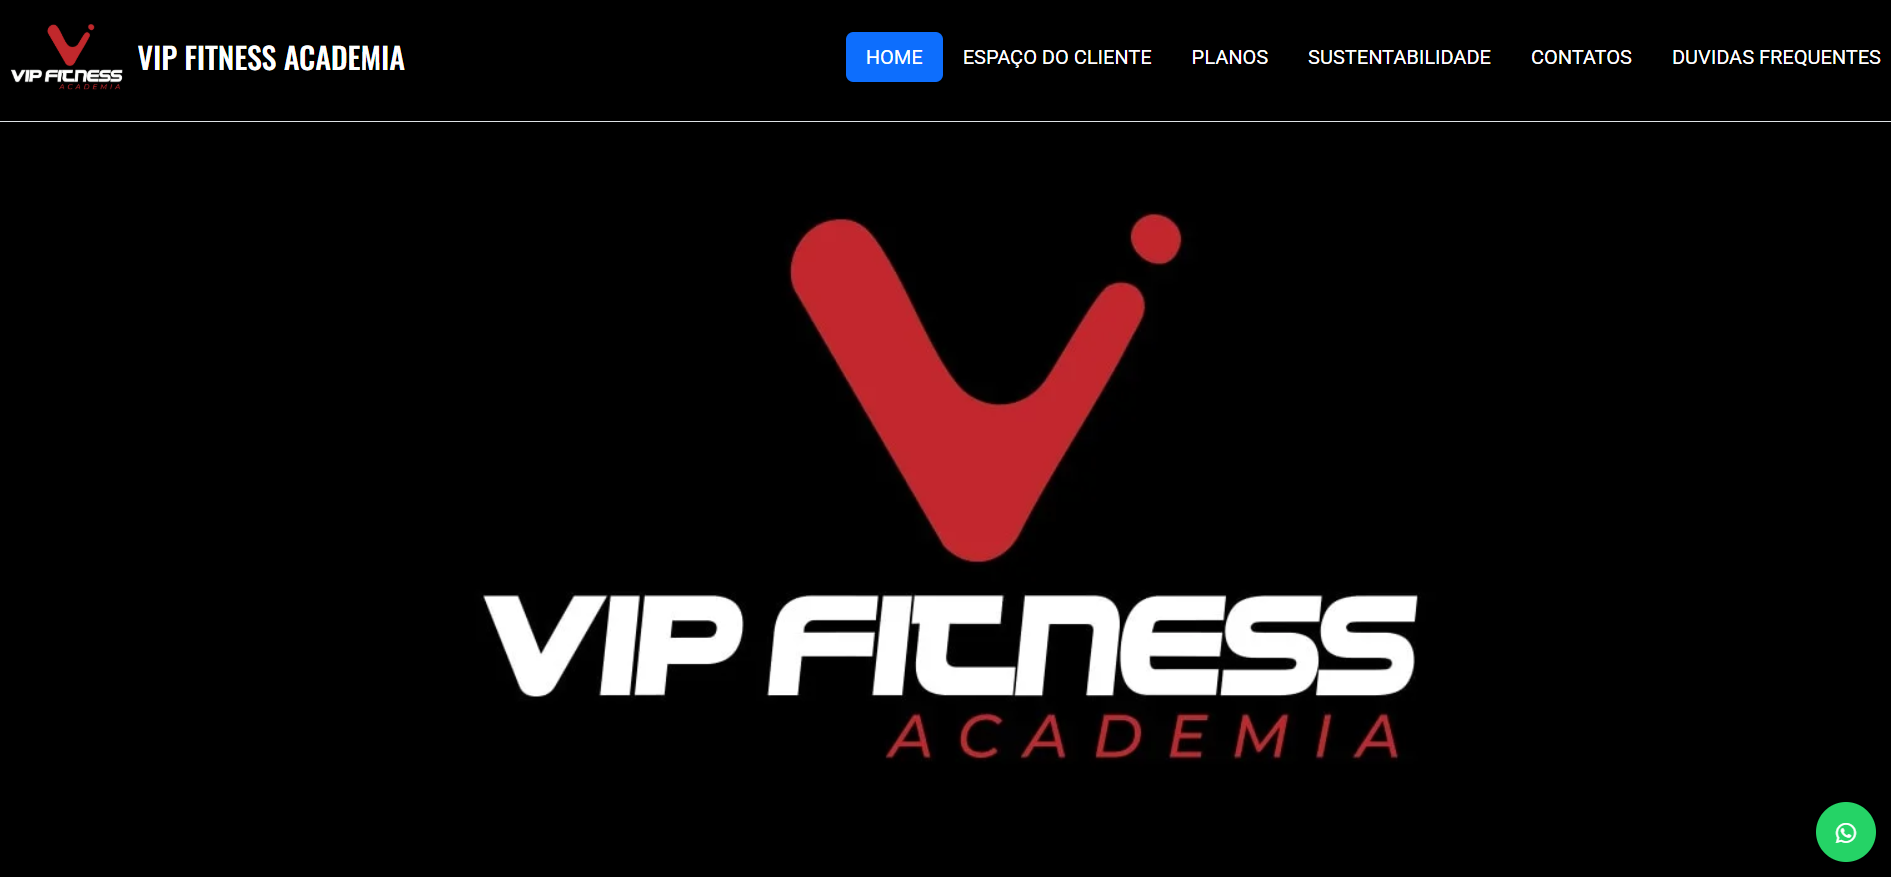 VIP FITNESS
ACADEMIA
VIP FITNESS ACADEMIA
HOME
ESPAÇO DO CLIENTE
PLANOS
SUSTENTABILIDADE
CONTATOS
DUVIDAS FREQUENTES
VIP FITNESS
ACADEMIA